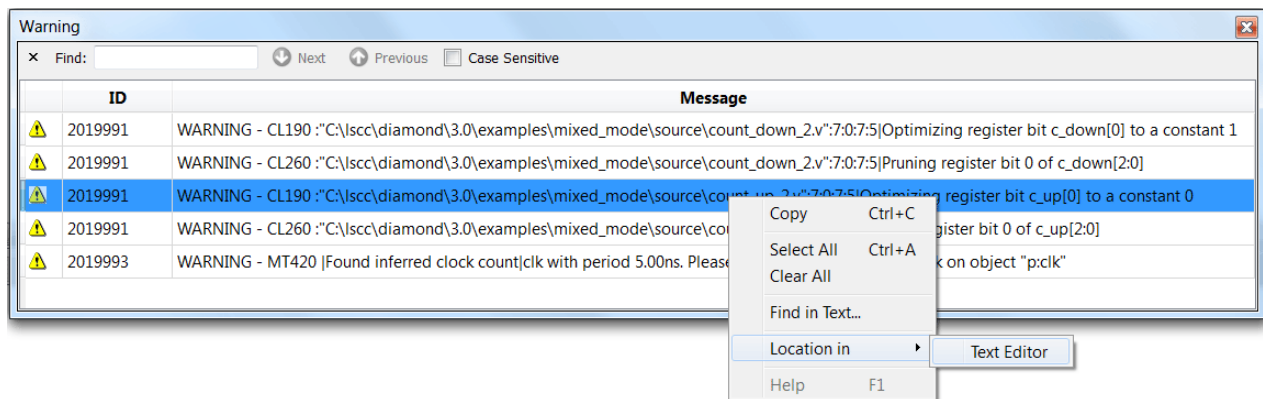 Warning
Find: Next Previous Case Sensitive
ID Message
2019991 WARNING - CL190 :"C:\lscc\diamond\3.0\examples\mixed_mode\source\count_down_2.v":7:0:7:5|Optimizing register bit c_down[0] to a constant 1
2019991 WARNING - CL260 :"C:\lscc\diamond\3.0\examples\mixed_mode\source\count_down_2.v":7:0:7:5|Pruning register bit 0 of c_down[2:0]
2019991 WARNING - CL190 :"C:\lscc\diamond\3.0\examples\mixed_mode\source\count_up_2.v":7:0:7:5|Optimizing register bit c_up[0] to a constant 0
2019991 WARNING - CL260 :"C:\lscc\diamond\3.0\examples\mixed_mode\source\cou gister bit 0 of c_up[2:0]
2019993 WARNING - MT420 |Found inferred clock count|clk with period 5.00ns. Pleas k on object "p:clk"
Copy Ctrl+C
Select All Ctrl+A
Clear All
Find in Text...
Location in Text Editor
Help F1